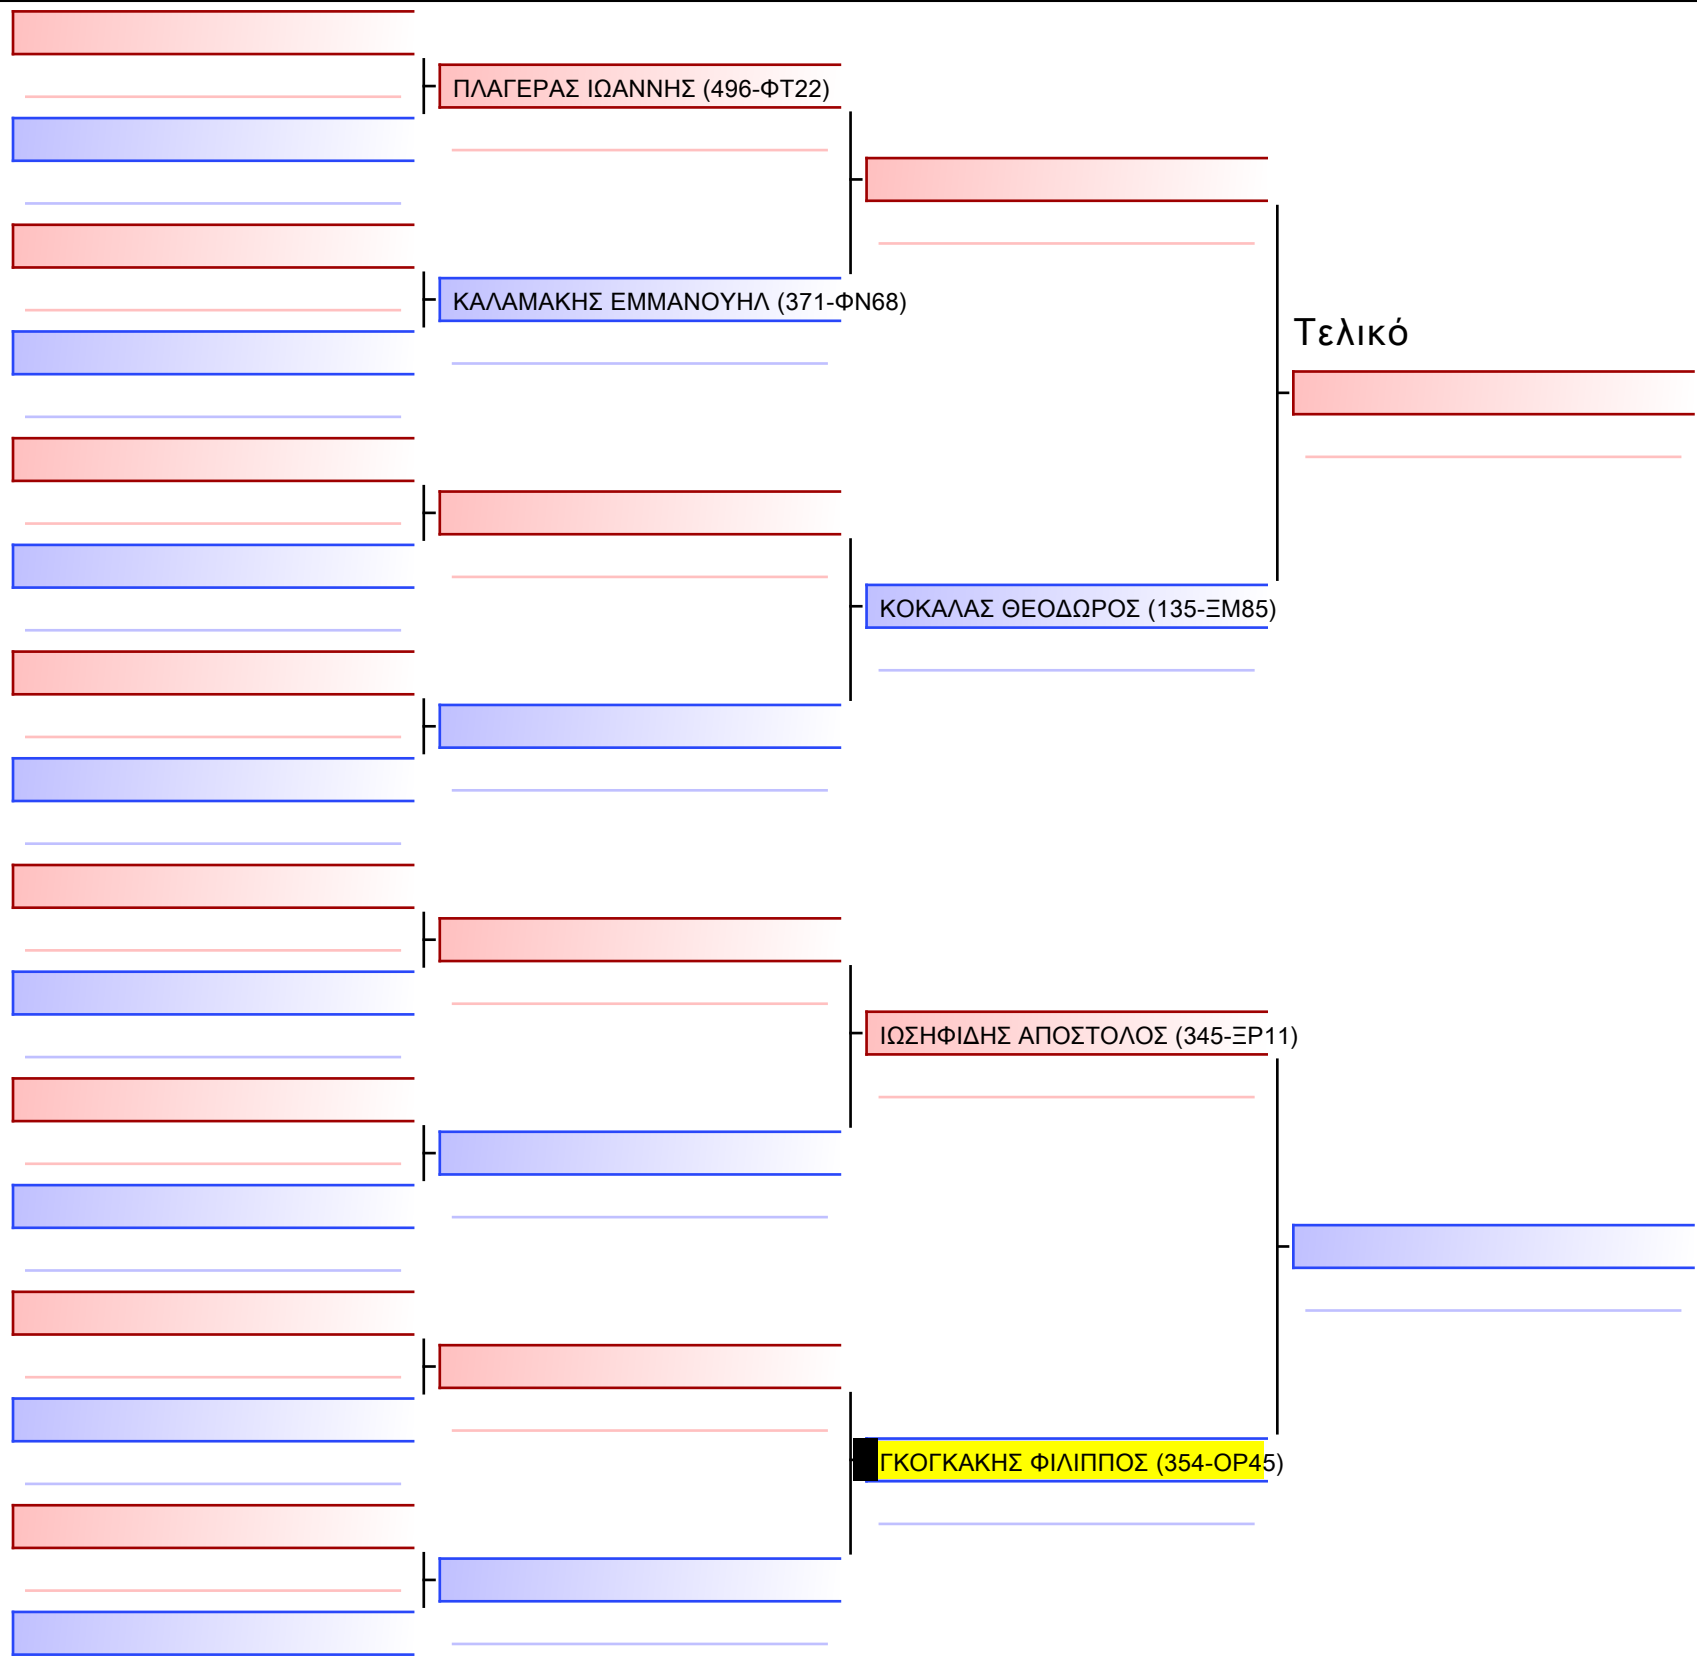 ΠΛΑΓΕΡΑΣ ΙΩΑΝΝΗΣ (496-ΦΤ22)
ΚΑΛΑΜΑΚΗΣ ΕΜΜΑΝΟΥΗΛ (371-ΦΝ68)
Τελικό
ΚΟΚΑΛΑΣ ΘΕΟΔΩΡΟΣ (135-ΞΜ85)
ΙΩΣΗΦΙΔΗΣ ΑΠΟΣΤΟΛΟΣ (345-ΞΡ11)
ΓΚΟΓΚΑΚΗΣ ΦΙΛΙΠΠΟΣ (354-ΟΡ45)